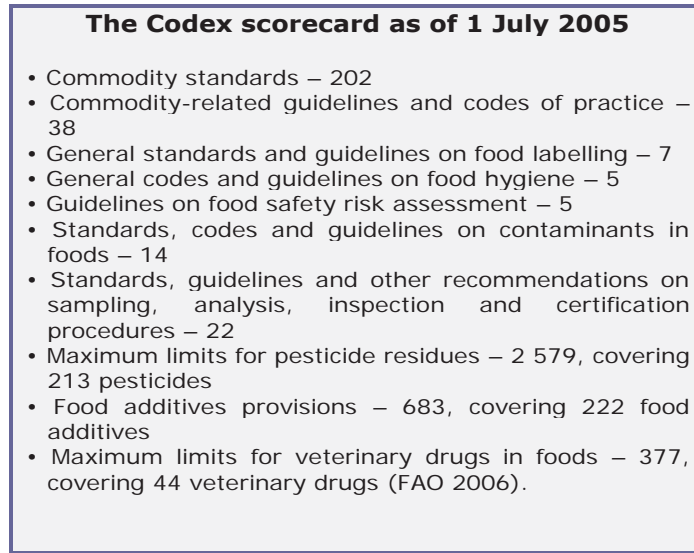 The Codex scorecard as of 1 July 2005
• Commodity standards – 202
• Commodity-related guidelines and codes of practice –
38
• General standards and guidelines on food labelling – 7
• General codes and guidelines on food hygiene – 5
• Guidelines on food safety risk assessment – 5
• Standards, codes and guidelines on contaminants in
foods – 14
• Standards, guidelines and other recommendations on
sampling, analysis, inspection and certification
procedures – 22
• Maximum limits for pesticide residues – 2 579, covering
213 pesticides
• Food additives provisions – 683, covering 222 food
additives
• Maximum limits for veterinary drugs in foods – 377,
covering 44 veterinary drugs (FAO 2006).